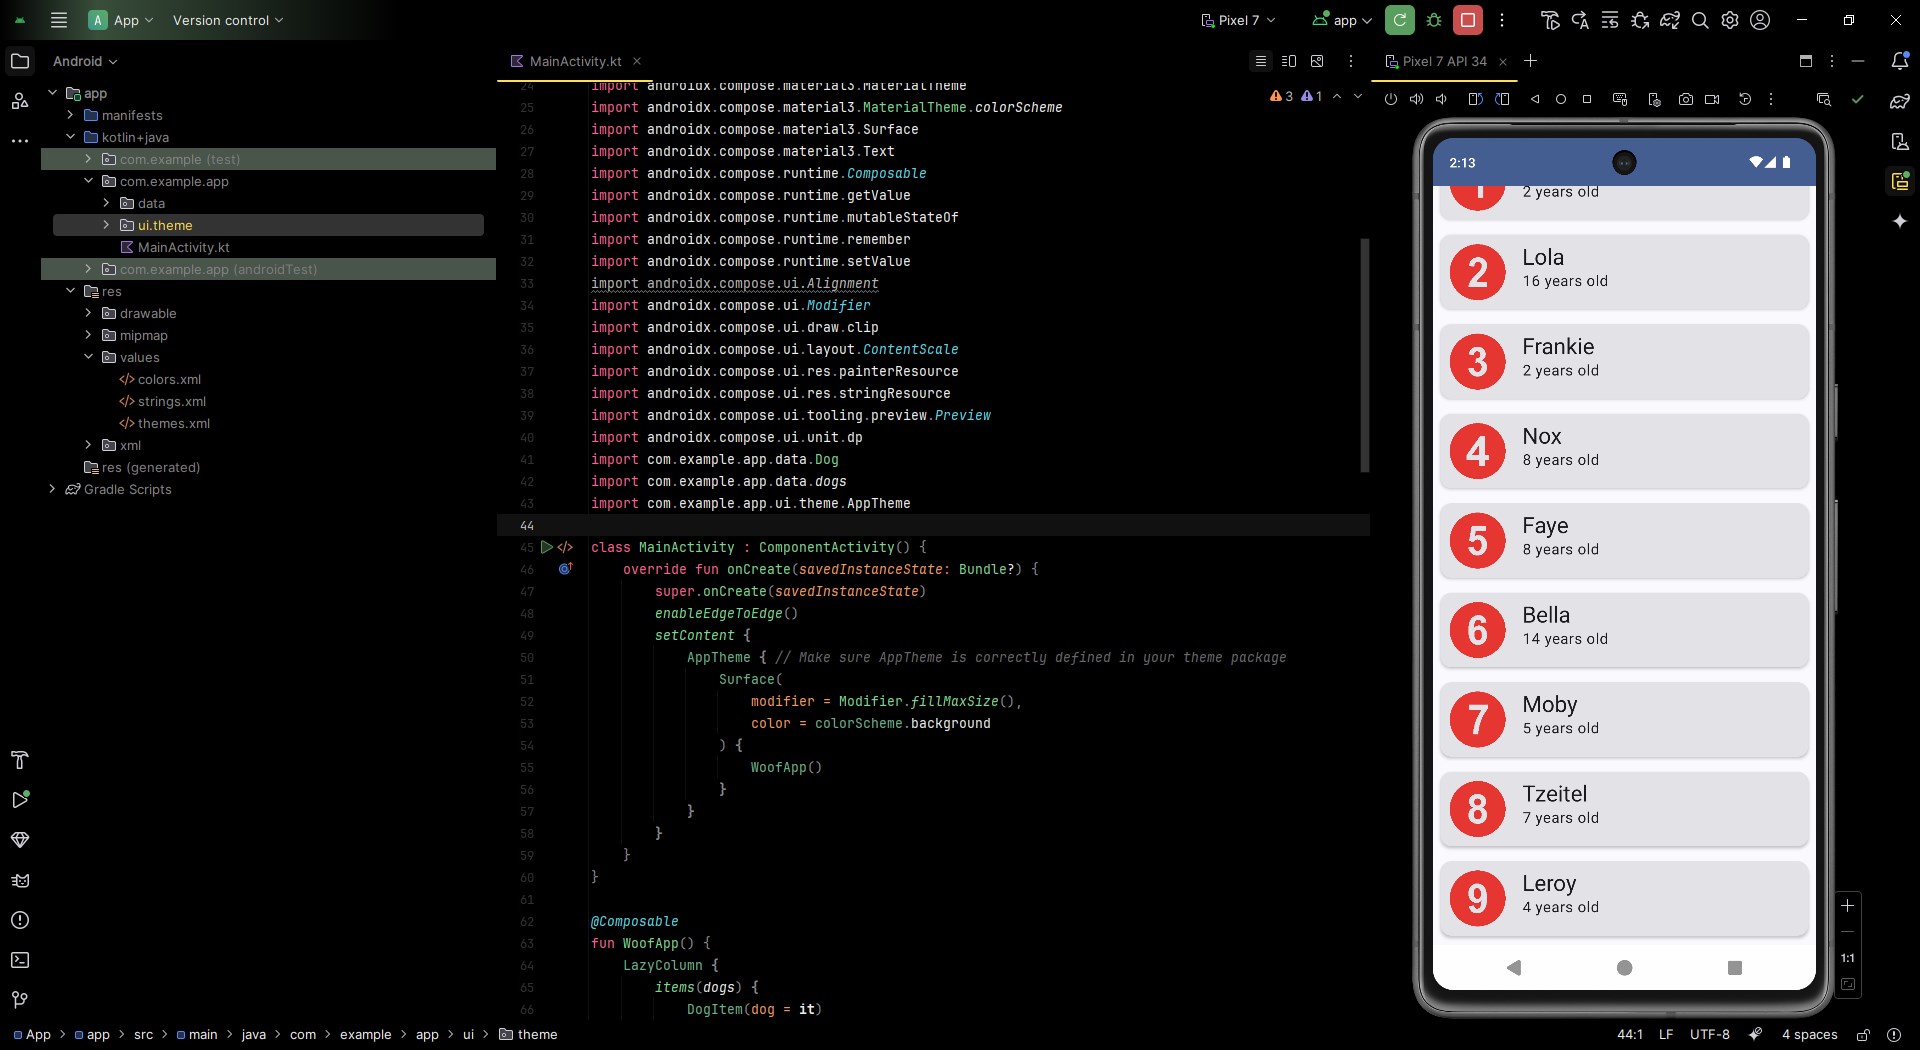 A App Version control Pixel 7 app
Android
app
manifests
kotlin+java
com.example (test)
com.example.app
data
ui.theme
MainActivity.kt
com.example.app (androidTest)
res
drawable
mipmap
values
</> colors.xml
</> strings.xml
</> themes.xml
xml
res (generated)
Gradle Scripts
MainActivity.kt
3 1
24 import androidx.compose.material3.MaterialTheme
25 import androidx.compose.material3.MaterialTheme.colorScheme
26 import androidx.compose.material3.Surface
27 import androidx.compose.material3.Text
28 import androidx.compose.runtime.Composable
29 import androidx.compose.runtime.getValue
30 import androidx.compose.runtime.mutableStateOf
31 import androidx.compose.runtime.remember
32 import androidx.compose.runtime.setValue
33 import androidx.compose.ui.Alignment
34 import androidx.compose.ui.Modifier
35 import androidx.compose.ui.draw.clip
36 import androidx.compose.ui.layout.ContentScale
37 import androidx.compose.ui.res.painterResource
38 import androidx.compose.ui.res.stringResource
39 import androidx.compose.ui.tooling.preview.Preview
40 import androidx.compose.ui.unit.dp
41 import com.example.app.data.Dog
42 import com.example.app.data.dogs
43 import com.example.app.ui.theme.AppTheme
44
45 </> class MainActivity : ComponentActivity() {
46 override fun onCreate(savedInstanceState: Bundle?) {
47 super.onCreate(savedInstanceState)
48 enableEdgeToEdge()
49 setContent {
50 AppTheme { // Make sure AppTheme is correctly defined in your theme package
51 Surface(
52 modifier = Modifier.fillMaxSize(),
53 color = colorScheme.background
54 ) {
55 WoofApp()
56 }
57 }
58 }
59 }
60 }
61
62 @Composable
63 fun WoofApp() {
64 LazyColumn {
65 items(dogs) {
66 DogItem(dog = it)
Pixel 7 API 34
2:13
1
2 years old
2
Lola
16 years old
3
Frankie
2 years old
4
Nox
8 years old
5
Faye
8 years old
6
Bella
14 years old
7
Moby
5 years old
8
Tzeitel
7 years old
9
Leroy
4 years old
1:1
App > app > src > main > java > com > example > app > ui > theme
44:1 LF UTF-8 4 spaces